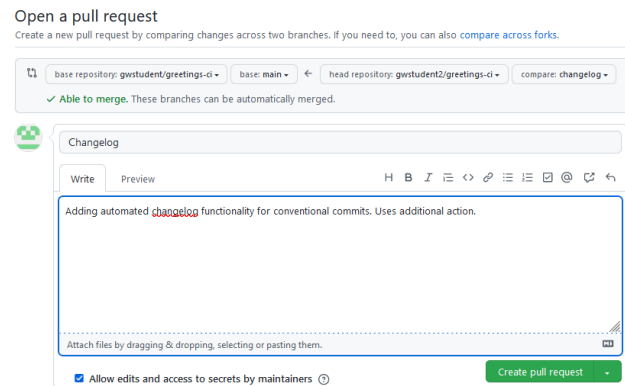 Open a pull request
Create a new pull request by comparing changes across two branches. If you need to, you can also compare across forks.
base repository: gwstudent/greetings-ci base: main ← head repository: gwstudent2/greetings-ci compare: changelog
Able to merge. These branches can be automatically merged.
Changelog
Write Preview
Adding automated changelog functionality for conventional commits. Uses additional action.
Attach files by dragging & dropping, selecting or pasting them.
Allow edits and access to secrets by maintainers
Create pull request